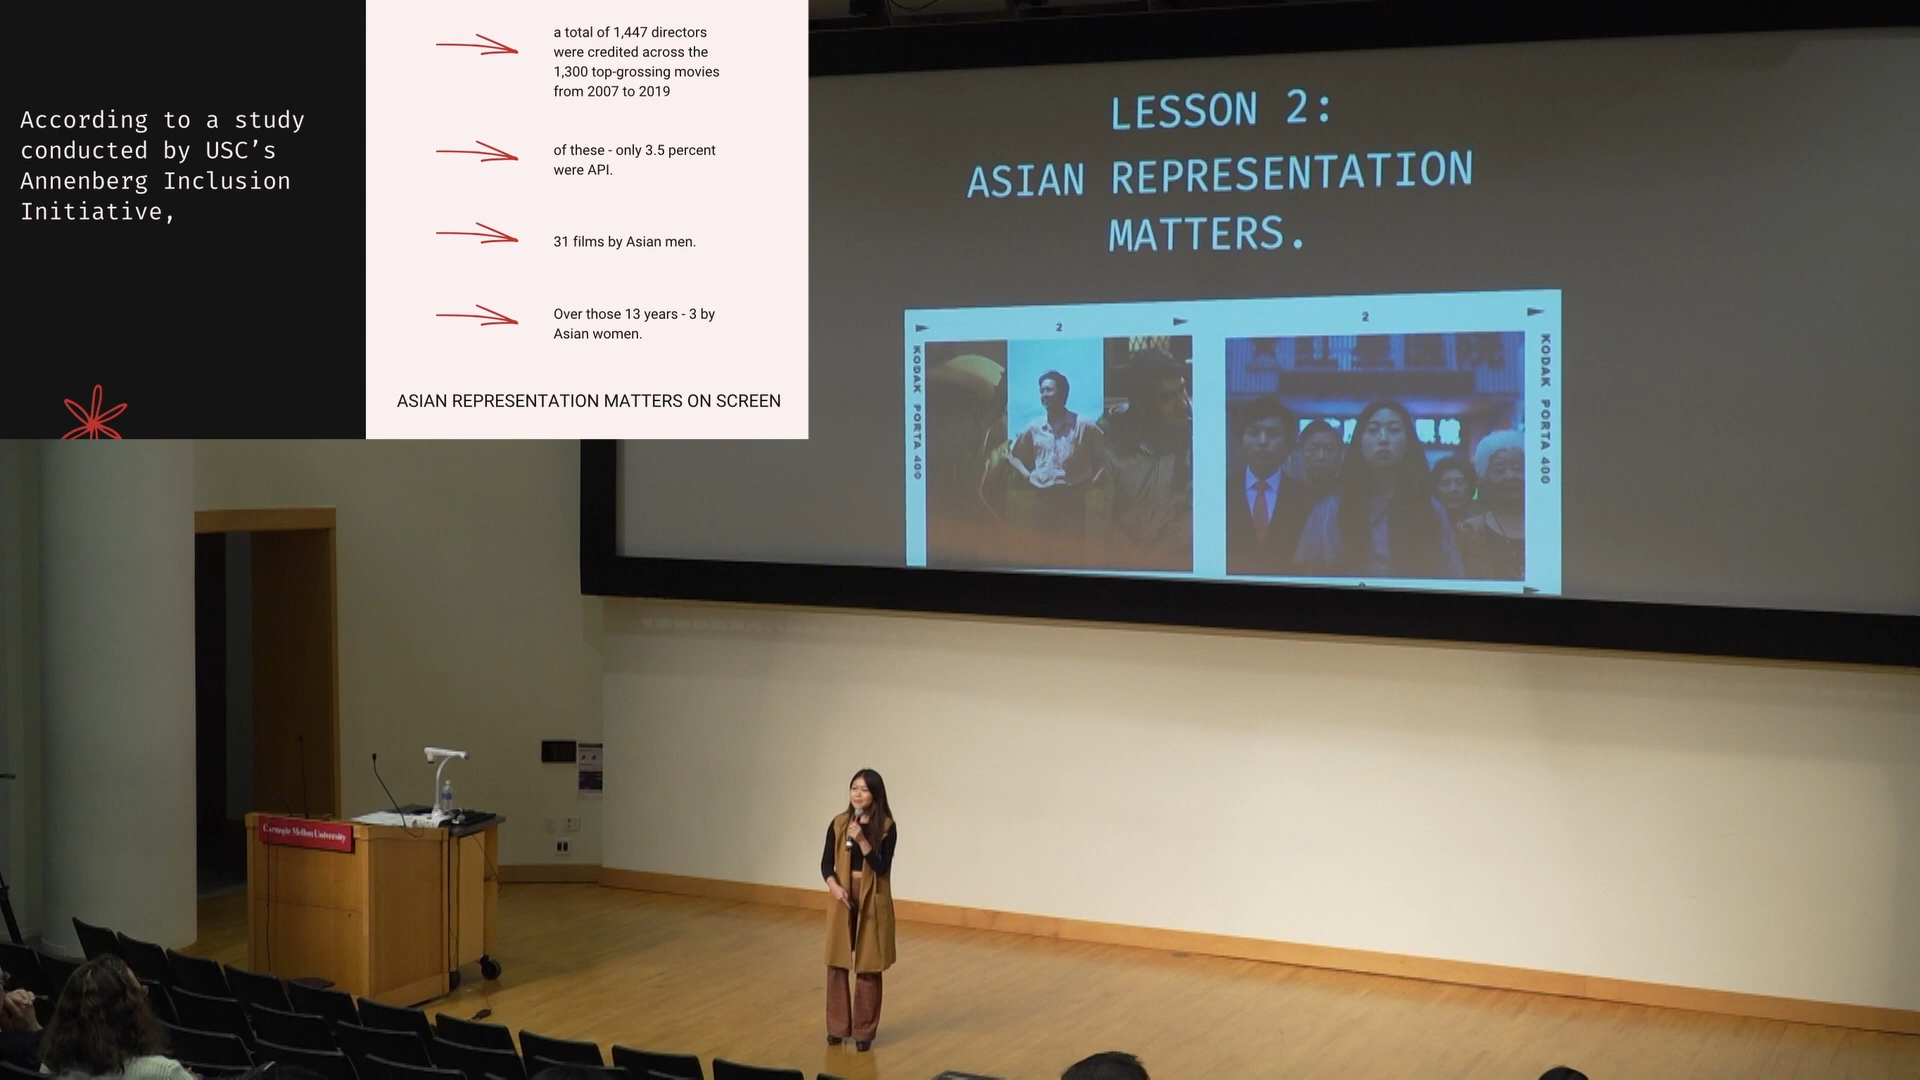 According to a study
conducted by USC’s
Annenberg Inclusion
Initiative,
a total of 1,447 directors
were credited across the
1,300 top-grossing movies
from 2007 to 2019
of these - only 3.5 percent
were API.
31 films by Asian men.
Over those 13 years - 3 by
Asian women.
ASIAN REPRESENTATION MATTERS ON SCREEN
LESSON 2:
ASIAN REPRESENTATION
MATTERS.
2
2
KODAK PORTA 400
KODAK PORTA 400
Carnegie Mellon University